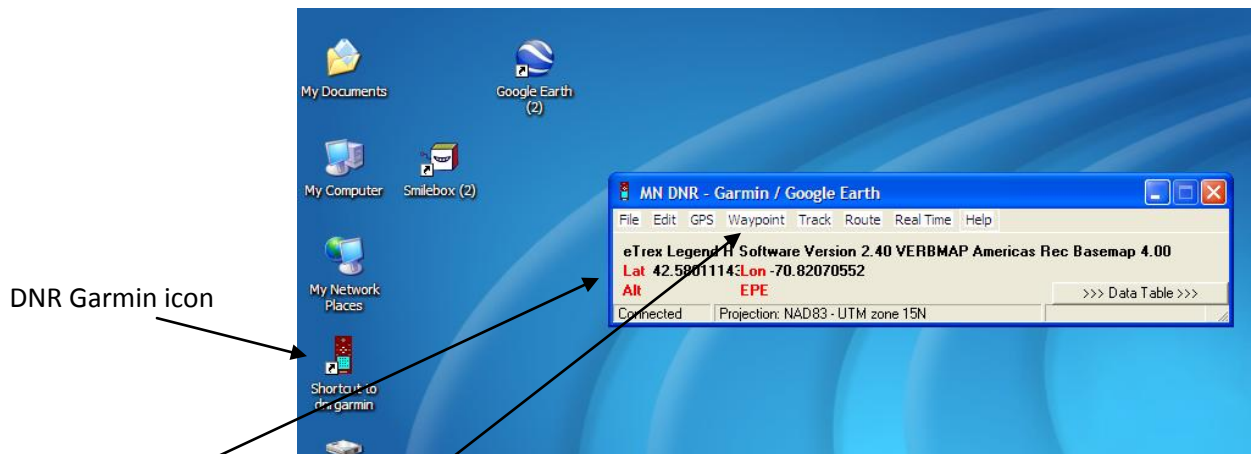 My Documents
Google Earth
(2)
My Computer
Smilebox (2)
MN DNR - Garmin / Google Earth
File Edit GPS Waypoint Track Route Real Time Help
eTrex Legend H Software Version 2.40 VERBMAP Americas Rec Basemap 4.00
Lat 42.58011143 Lon -70.82070552
Alt EPE
>>> Data Table >>>
Connected Projection: NAD83 - UTM zone 15N
My Network
Places
DNR Garmin icon
Shortcut to
dnrgarmin